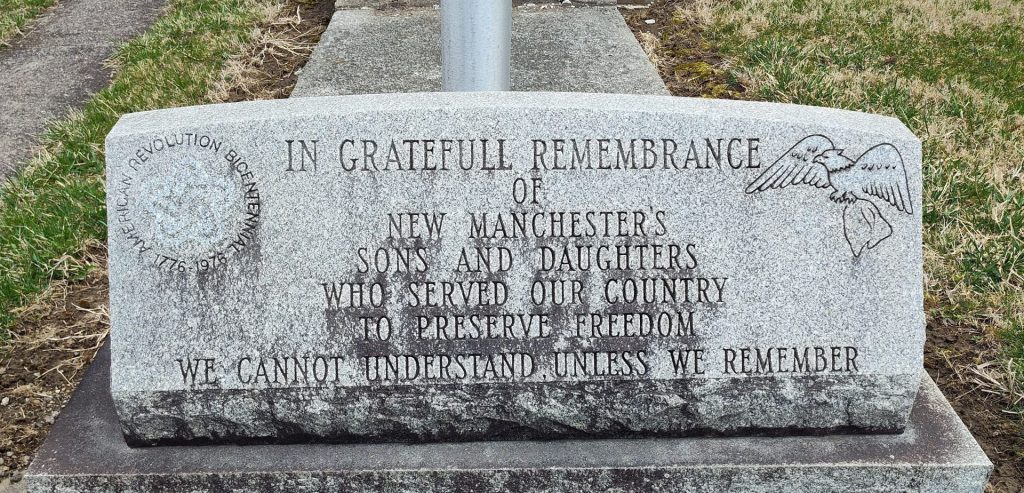 AMERICAN REVOLUTION BICENTENNIAL
1776-1976
IN GRATEFULL REMEMBRANCE
OF
NEW MANCHESTER'S
SONS AND DAUGHTERS
WHO SERVED OUR COUNTRY
TO PRESERVE FREEDOM
WE CANNOT UNDERSTAND UNLESS WE REMEMBER